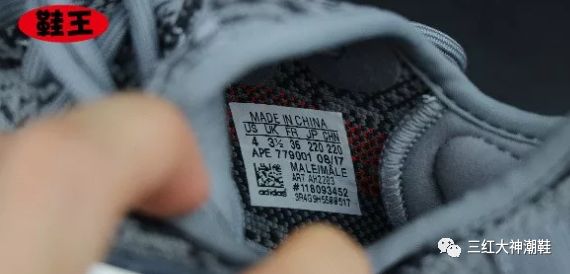 鞋王
MADE IN CHINA
US UK FR JP CHN
4 3½ 36 220 220
APE 779001 08/17
MALE/MÂLE
ART AH2203
#118093452
adidas
三红大神潮鞋